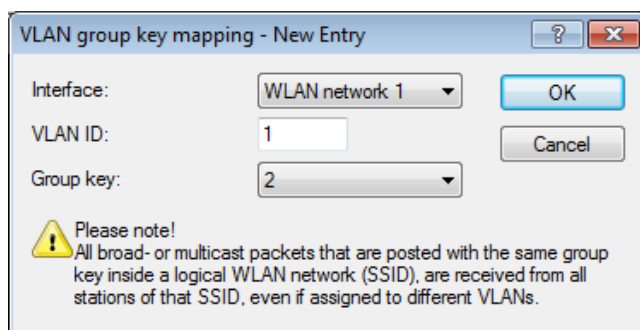 VLAN group key mapping - New Entry
Interface:
WLAN network 1
OK
VLAN ID:
1
Cancel
Group key:
2
Please note!
All broad- or multicast packets that are posted with the same group
key inside a logical WLAN network (SSID), are received from all
stations of that SSID, even if assigned to different VLANs.